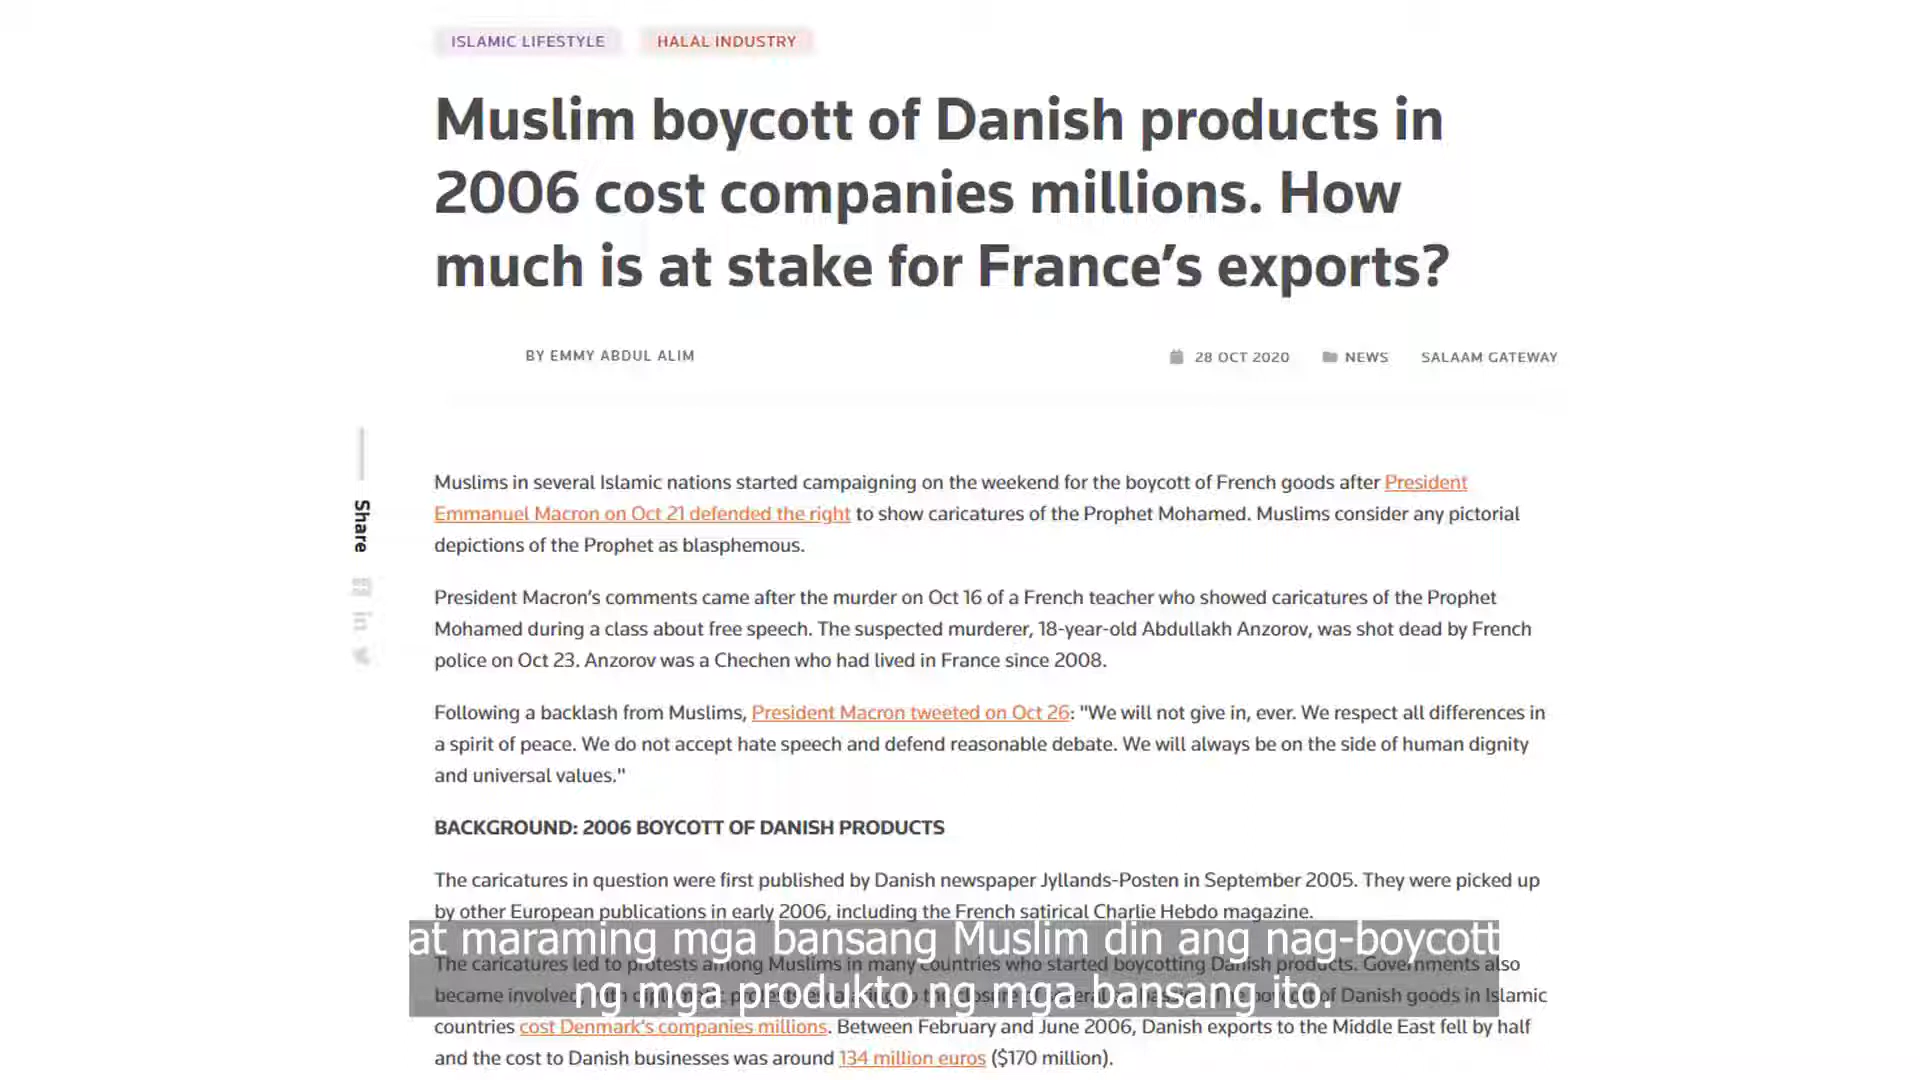 ISLAMIC LIFESTYLE HALAL INDUSTRY
Muslim boycott of Danish products in
2006 cost companies millions. How
much is at stake for France’s exports?
BY EMMY ABDUL ALIM 28 OCT 2020 NEWS SALAAM GATEWAY
Share
Muslims in several Islamic nations started campaigning on the weekend for the boycott of French goods after President
Emmanuel Macron on Oct 21 defended the right to show caricatures of the Prophet Mohamed. Muslims consider any pictorial
depictions of the Prophet as blasphemous.
President Macron’s comments came after the murder on Oct 16 of a French teacher who showed caricatures of the Prophet
Mohamed during a class about free speech. The suspected murderer, 18-year-old Abdullakh Anzorov, was shot dead by French
police on Oct 23. Anzorov was a Chechen who had lived in France since 2008.
Following a backlash from Muslims, President Macron tweeted on Oct 26: "We will not give in, ever. We respect all differences in
a spirit of peace. We do not accept hate speech and defend reasonable debate. We will always be on the side of human dignity
and universal values."
BACKGROUND: 2006 BOYCOTT OF DANISH PRODUCTS
The caricatures in question were first published by Danish newspaper Jyllands-Posten in September 2005. They were picked up
by other European publications in early 2006, including the French satirical Charlie Hebdo magazine.
at maraming mga bansang Muslim din ang nag-boycott
The caricatures led to protests among Muslims in many countries who started boycotting Danish products. Governments also
ng mga produkto ng mga bansang ito.
became involved, of Danish goods in Islamic
countries cost Denmark's companies millions. Between February and June 2006, Danish exports to the Middle East fell by half
and the cost to Danish businesses was around 134 million euros ($170 million).